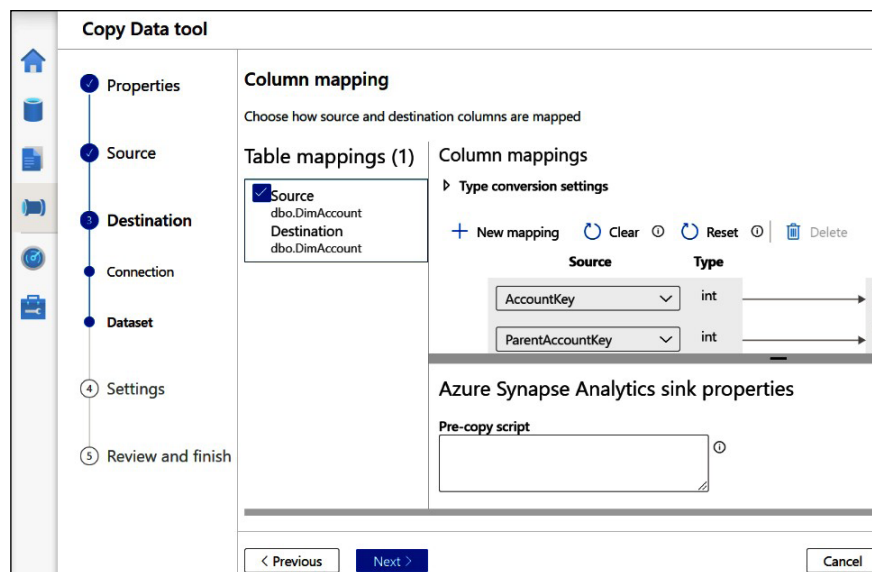 Copy Data tool
Properties
Source
3
Destination
Connection
Dataset
4
Settings
5
Review and finish
Column mapping
Choose how source and destination columns are mapped
Table mappings (1)
Source
dbo.DimAccount
Destination
dbo.DimAccount
Column mappings
Type conversion settings
New mapping Clear Reset Delete
Source Type
AccountKey int
ParentAccountKey int
Azure Synapse Analytics sink properties
Pre-copy script
< Previous Next > Cancel